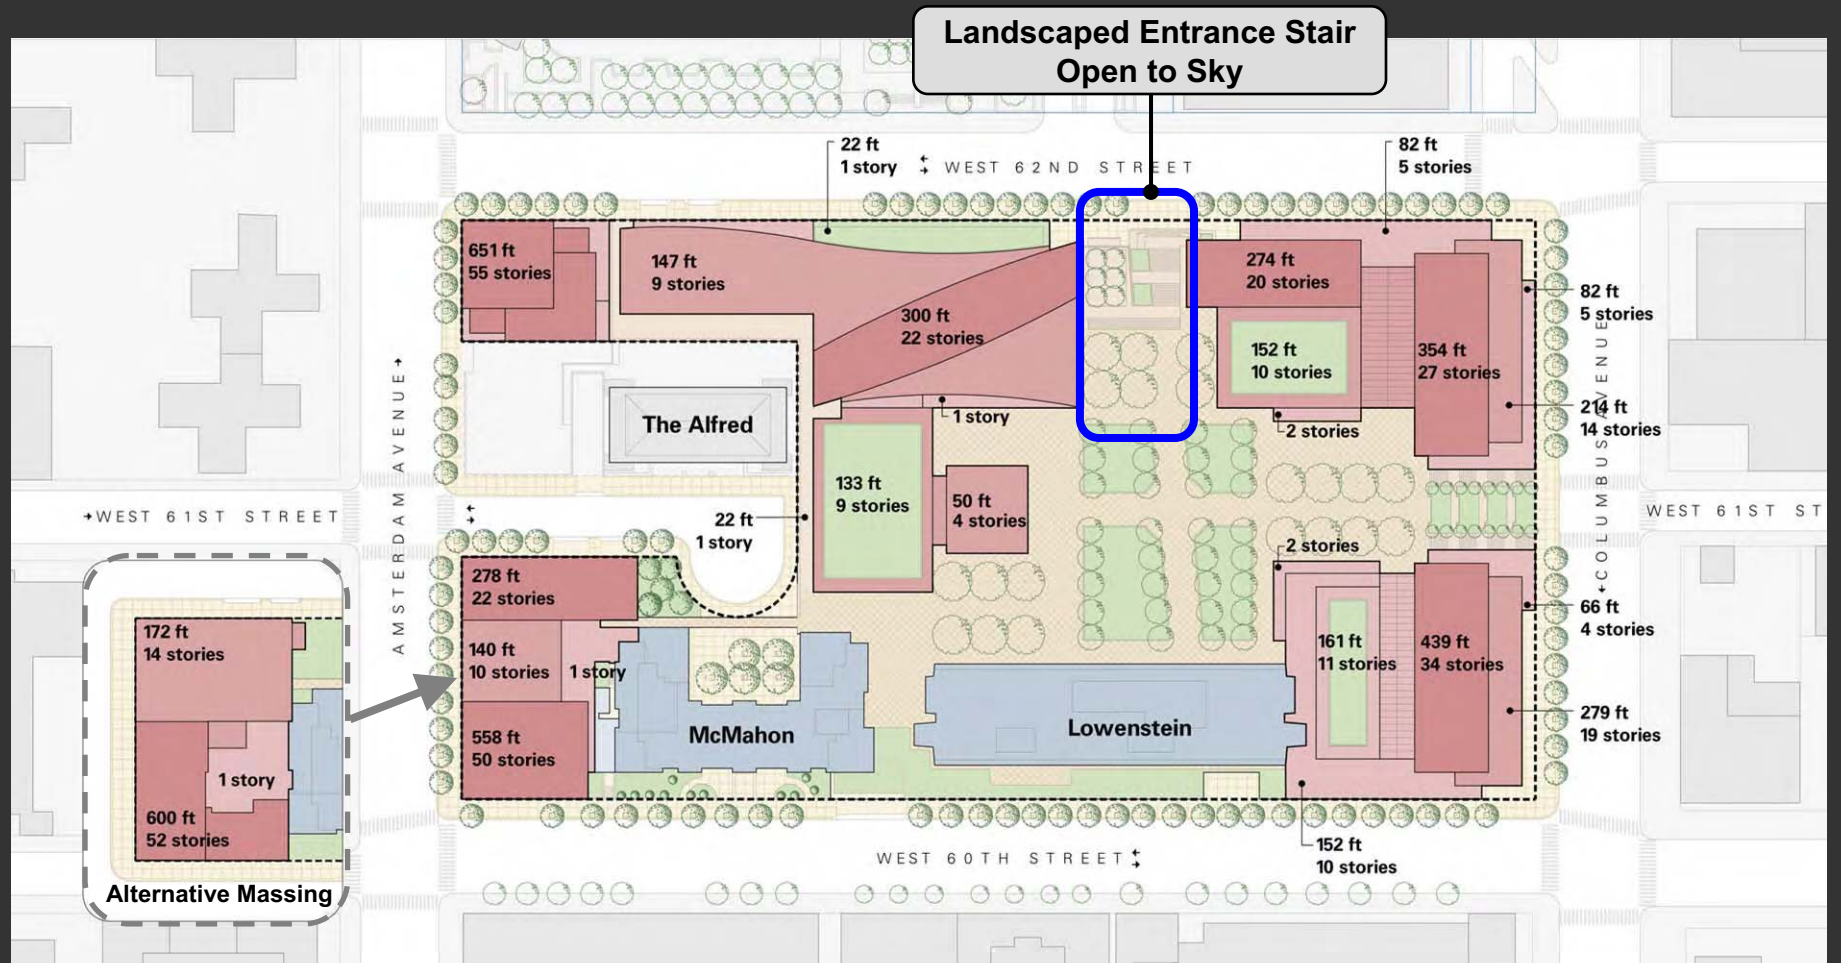 Landscaped Entrance Stair
Open to Sky
22 ft
1 story
WEST 62ND STREET
82 ft
5 stories
651 ft
55 stories
147 ft
9 stories
300 ft
22 stories
274 ft
20 stories
82 ft
5 stories
152 ft
10 stories
354 ft
27 stories
214 ft
14 stories
The Alfred
1 story
2 stories
AMSTERDAM AVENUE
COLUMBUS AVENUE
133 ft
9 stories
50 ft
4 stories
WEST 61ST STREET
WEST 61ST ST
22 ft
1 story
2 stories
278 ft
22 stories
66 ft
4 stories
172 ft
14 stories
140 ft
10 stories
1 story
161 ft
11 stories
439 ft
34 stories
279 ft
19 stories
McMahon
Lowenstein
558 ft
50 stories
1 story
600 ft
52 stories
Alternative Massing
WEST 60TH STREET
152 ft
10 stories